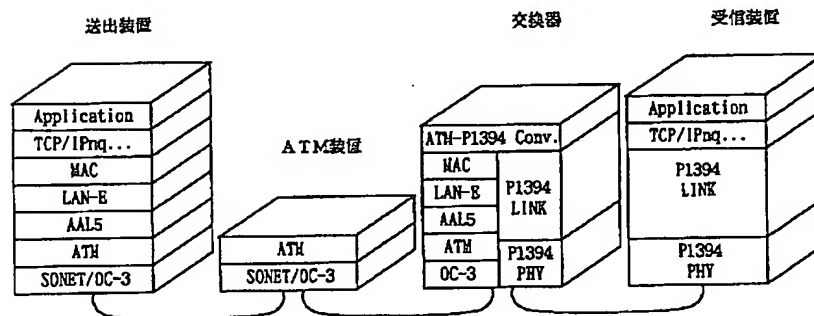 送出装置
Application
TCP/IPnq...
MAC
LAN-E
AAL5
ATM
SONET/OC-3
ATM装置
ATM
SONET/OC-3
交換器
ATM-P1394 Conv.
MAC
LAN-E
AAL5
ATM
OC-3
P1394
LINK
P1394
PHY
受信装置
Application
TCP/IPnq...
P1394
LINK
P1394
PHY